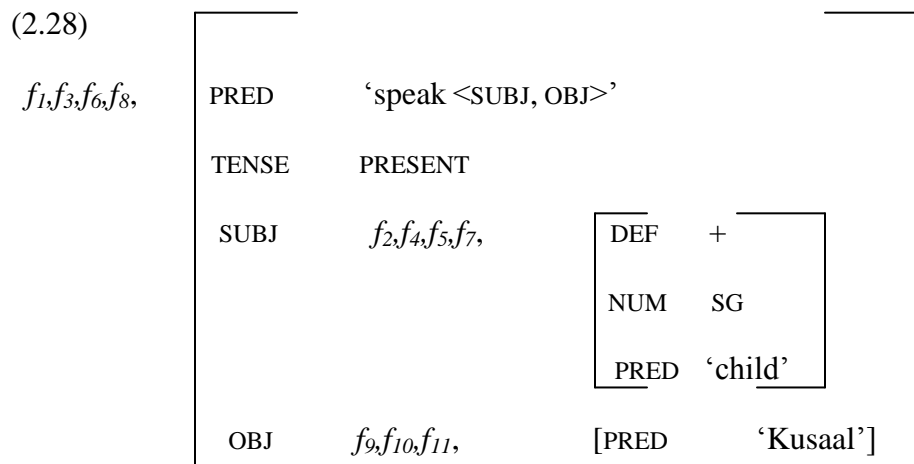 (2.28)
f1,f3,f6,f8, PRED ‘speak <SUBJ, OBJ>’
TENSE PRESENT
SUBJ f2,f4,f5,f7, DEF +
NUM SG
PRED ‘child’
OBJ f9,f10,f11, [PRED ‘Kusaal’]